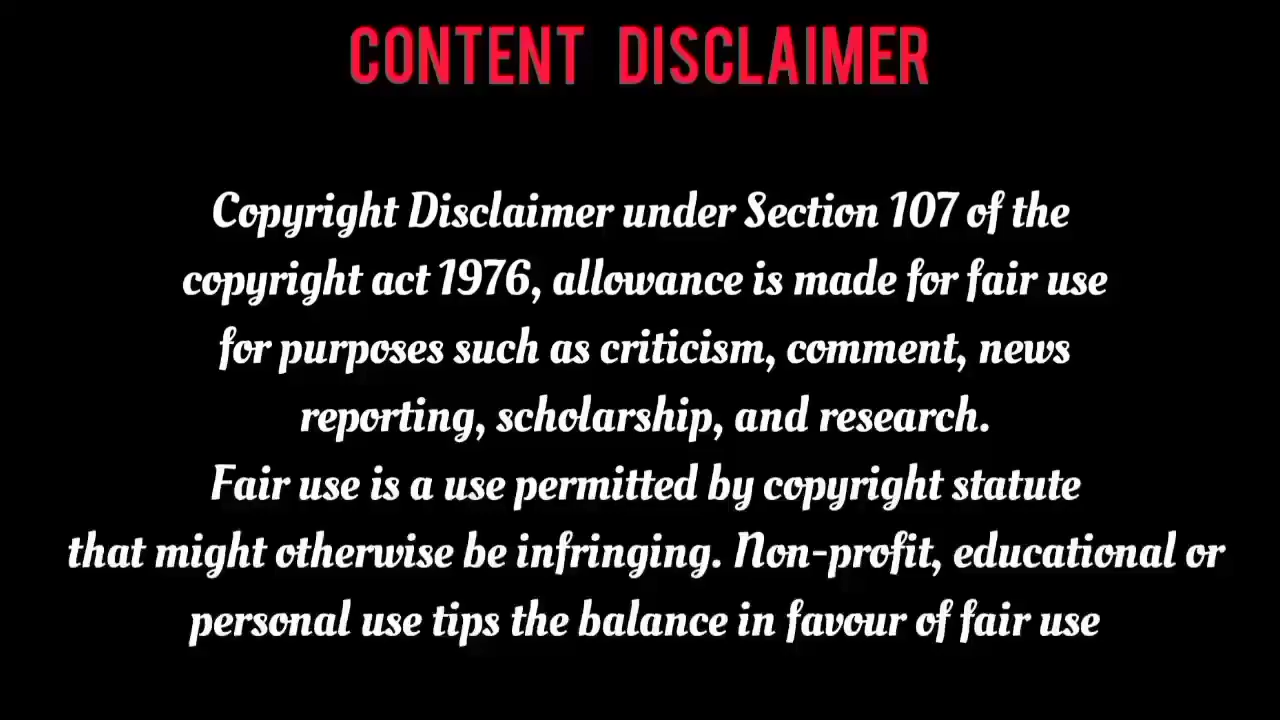 CONTENT DISCLAIMER
Copyright Disclaimer under Section 107 of the
copyright act 1976, allowance is made for fair use
for purposes such as criticism, comment, news
reporting, scholarship, and research.
Fair use is a use permitted by copyright statute
that might otherwise be infringing. Non-profit, educational or
personal use tips the balance in favour of fair use